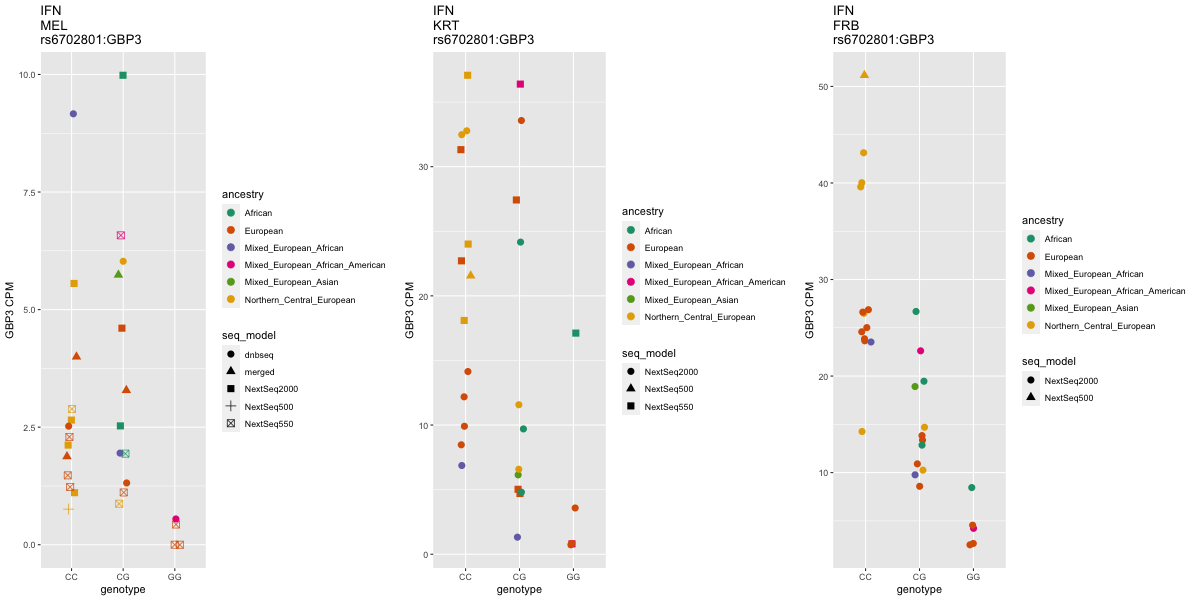 IFN
MEL
rs6702801:GBP3
GBP3 CPM
10.0
7.5
5.0
2.5
0.0
CC
CG
GG
genotype
ancestry
African
European
Mixed_European_African
Mixed_European_African_American
Mixed_European_Asian
Northern_Central_European
seq_model
dnbseq
merged
NextSeq2000
NextSeq500
NextSeq550
IFN
KRT
rs6702801:GBP3
GBP3 CPM
30
20
10
0
CC
CG
GG
genotype
ancestry
African
European
Mixed_European_African
Mixed_European_African_American
Mixed_European_Asian
Northern_Central_European
seq_model
NextSeq2000
NextSeq500
NextSeq550
IFN
FRB
rs6702801:GBP3
GBP3 CPM
50
40
30
20
10
CC
CG
GG
genotype
ancestry
African
European
Mixed_European_African
Mixed_European_African_American
Mixed_European_Asian
Northern_Central_European
seq_model
NextSeq2000
NextSeq500